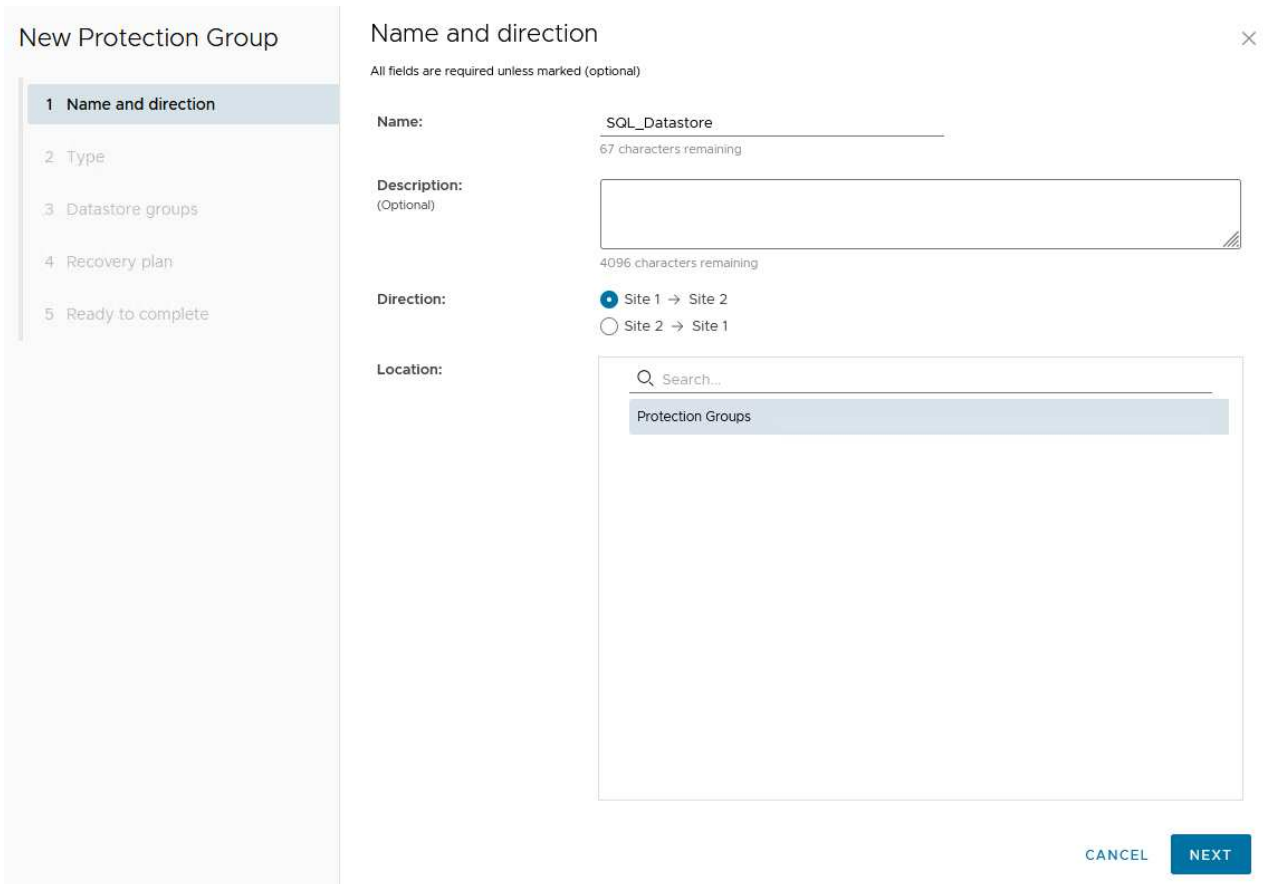 New Protection Group
1 Name and direction
2 Type
3 Datastore groups
4 Recovery plan
5 Ready to complete
Name and direction
All fields are required unless marked (optional)
Name:
SQL_Datastore
67 characters remaining
Description:
(Optional)
4096 characters remaining
Direction:
Site 1 → Site 2
Site 2 → Site 1
Location:
Search...
Protection Groups
CANCEL
NEXT